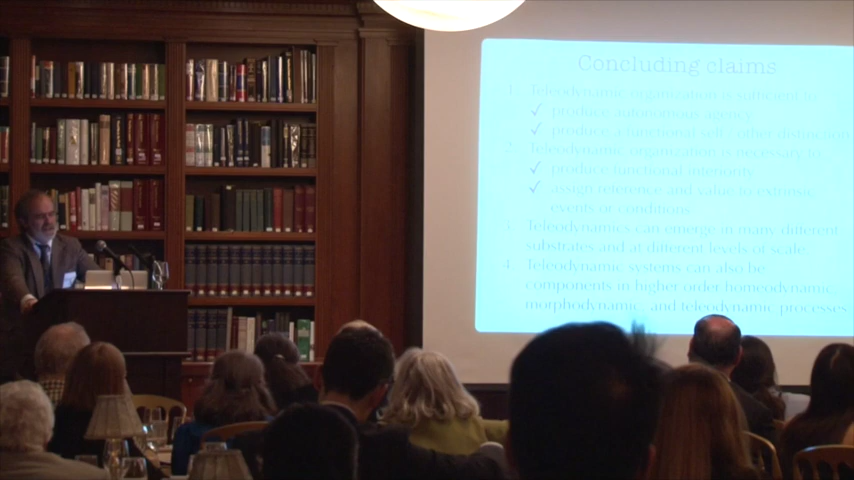 Concluding claims
1. Teleodynamic organization is sufficient to
✓ produce autonomous agency
✓ produce a functional self - other distinction
2. Teleodynamic organization is necessary to
✓ produce functional interiority
✓ assign reference and value to extrinsic
events or conditions
3. Teleodynamics can emerge in many different
substrates and at different levels of scale
4. Teleodynamic systems can also be
components in higher order homeodynamic,
morphodynamic, and teleodynamic processes